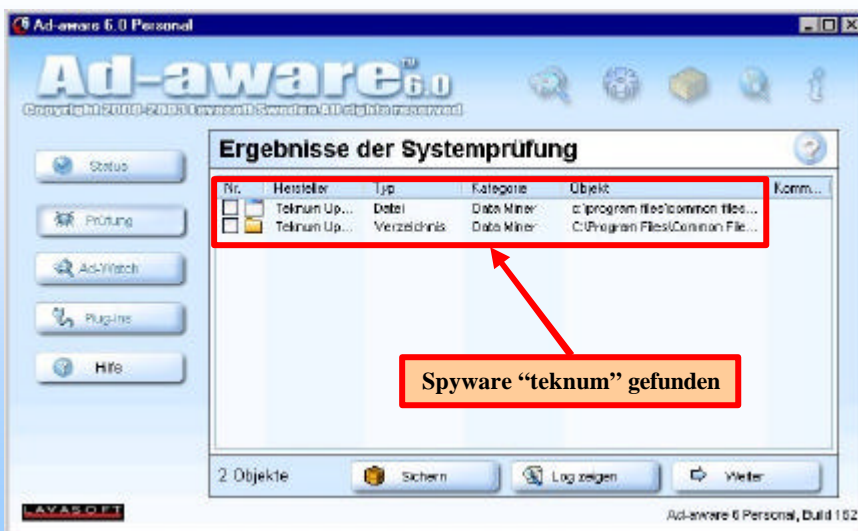 Ad-aware 6.0 Personal
Ad-aware 6.0
Ergebnisse der Systemprüfung
Status
Prüfung
Ad-Watch
Plug-ins
Hilfe
Nr. Hersteller Typ Kategorie Objekt Komm...
Teknum Up... Datei Data Miner c:\program files\common files...
Teknum Up... Verzeichnis Data Miner C:\Program Files\Common File...
Spyware “teknum” gefunden
2 Objekte Sichern Log zeigen Weiter
LAVASOFT
Ad-aware 6 Personal, Build 162